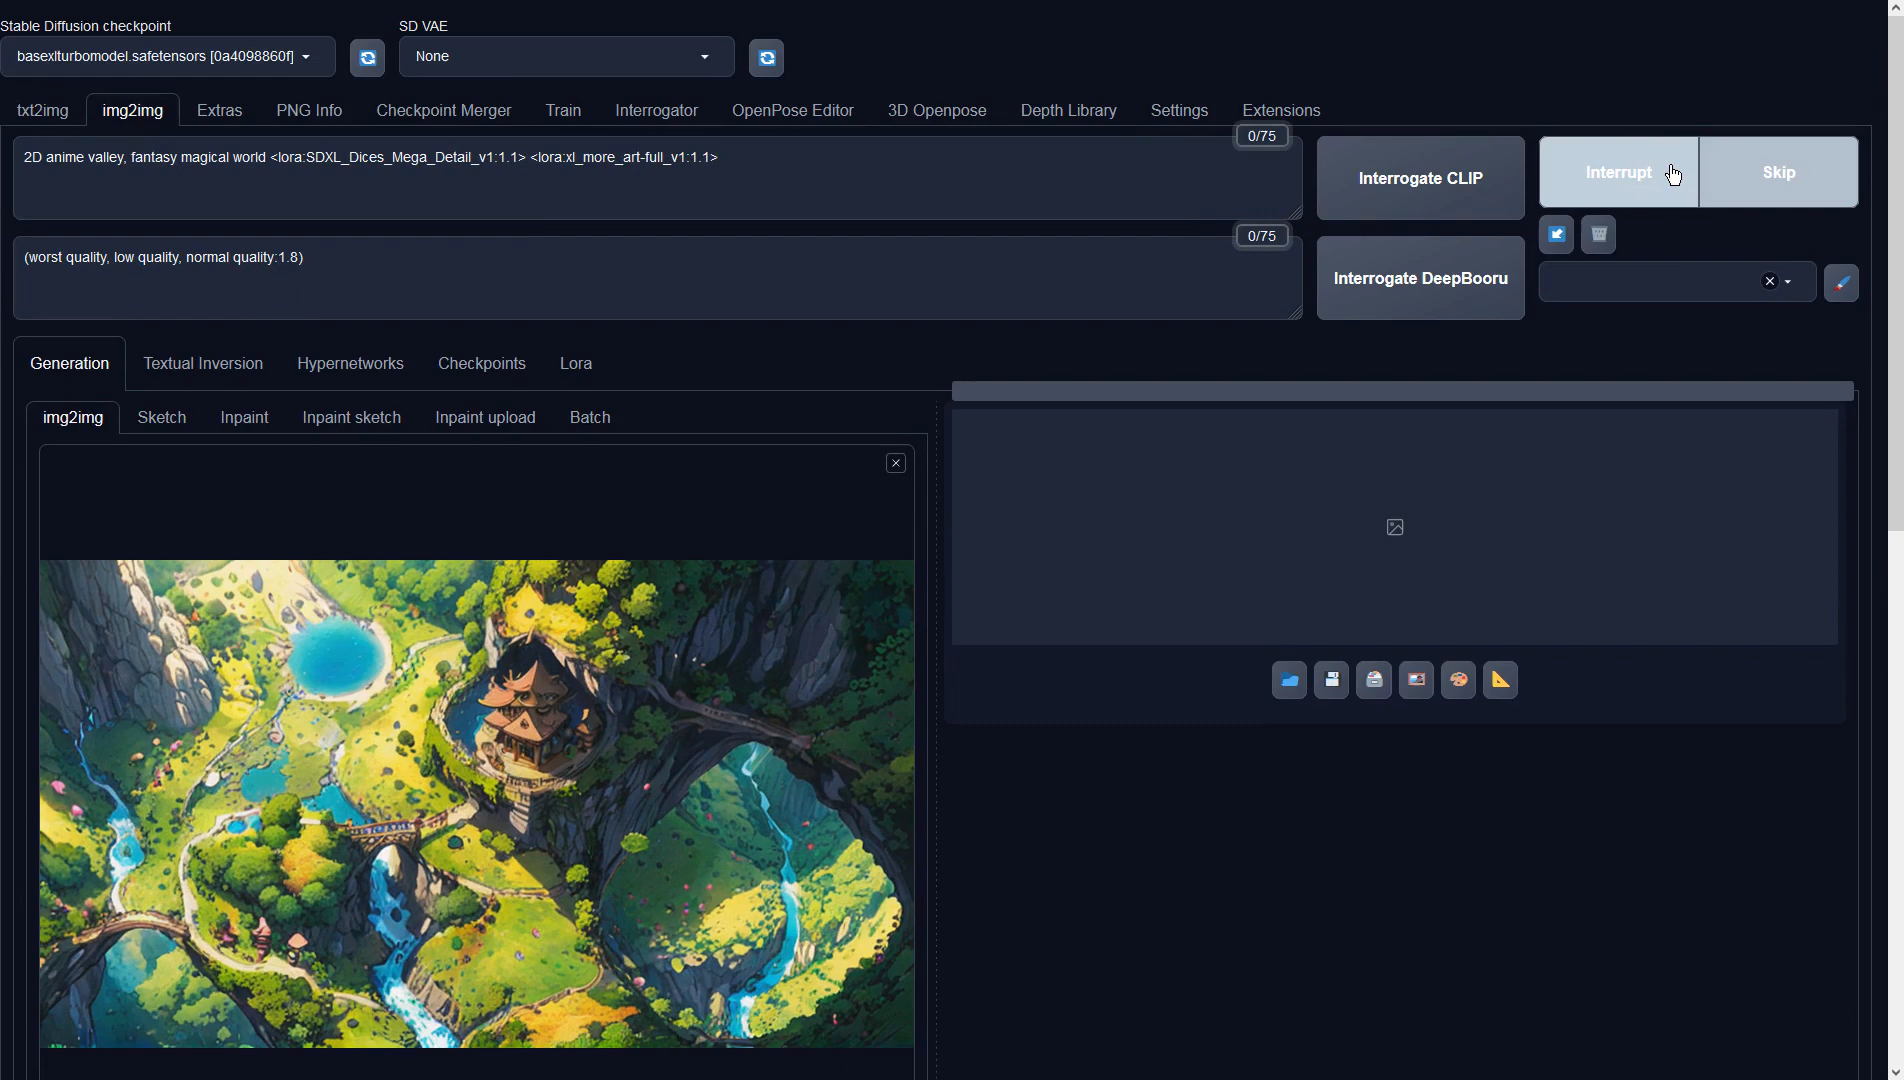 Stable Diffusion checkpoint
SD VAE
basexlturbomodel.safetensors [0a4098860f]
None
txt2img
img2img
Extras
PNG Info
Checkpoint Merger
Train
Interrogator
OpenPose Editor
3D Openpose
Depth Library
Settings
Extensions
0/75
2D anime valley, fantasy magical world <lora:SDXL_Dices_Mega_Detail_v1:1.1> <lora:xl_more_art-full_v1:1.1>
Interrogate CLIP
Interrupt
Skip
0/75
(worst quality, low quality, normal quality:1.8)
Interrogate DeepBooru
Generation
Textual Inversion
Hypernetworks
Checkpoints
Lora
img2img
Sketch
Inpaint
Inpaint sketch
Inpaint upload
Batch